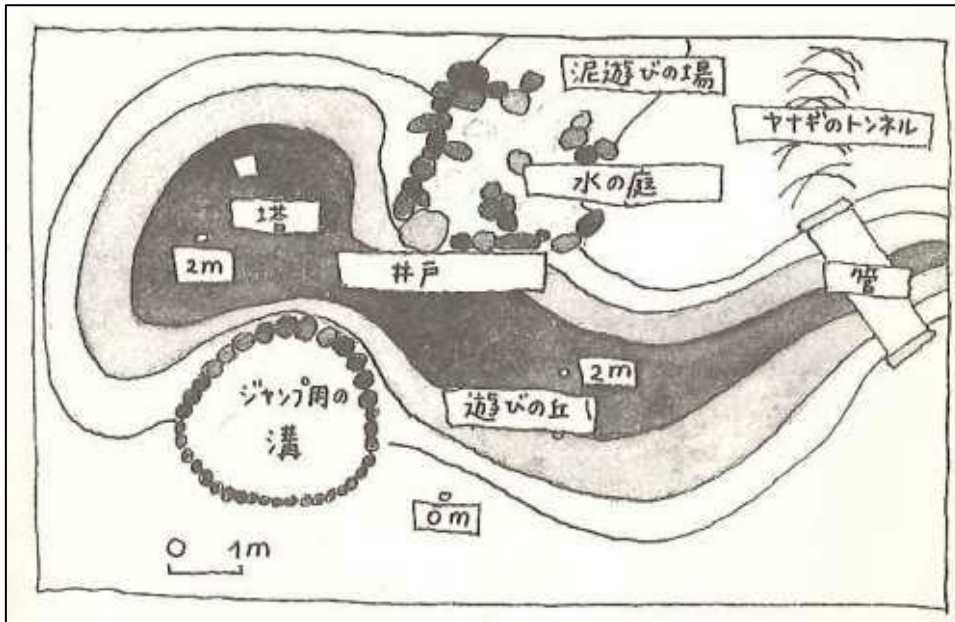 泥遊びの場
ヤナギのトンネル
水の庭
塔
2m
井戸
管
2m
遊びの丘
ジャンプ用の
溝
0m
0 1m